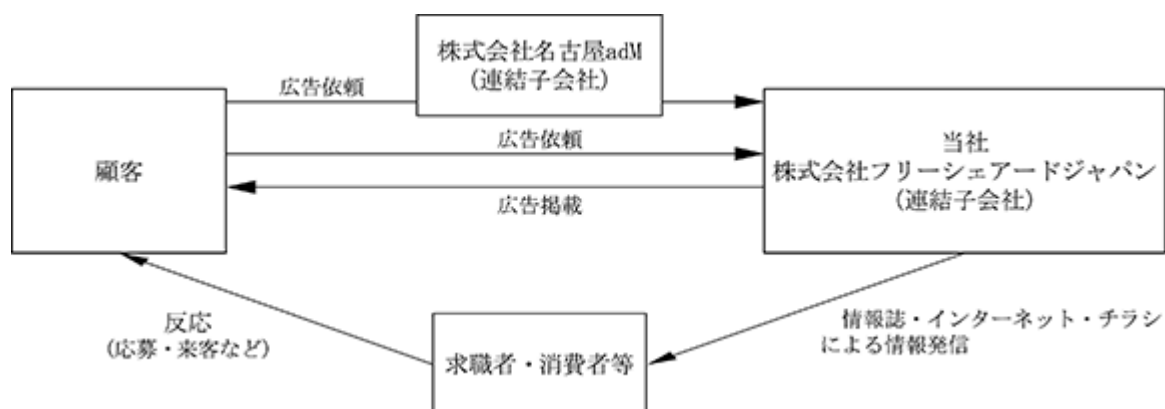 株式会社名古屋adM
(連結子会社)
広告依頼
顧客
広告依頼
広告掲載
当社
株式会社フリーシェアードジャパン
(連結子会社)
反応
(応募・来客など)
求職者・消費者等
情報誌・インターネット・チラシ
による情報発信